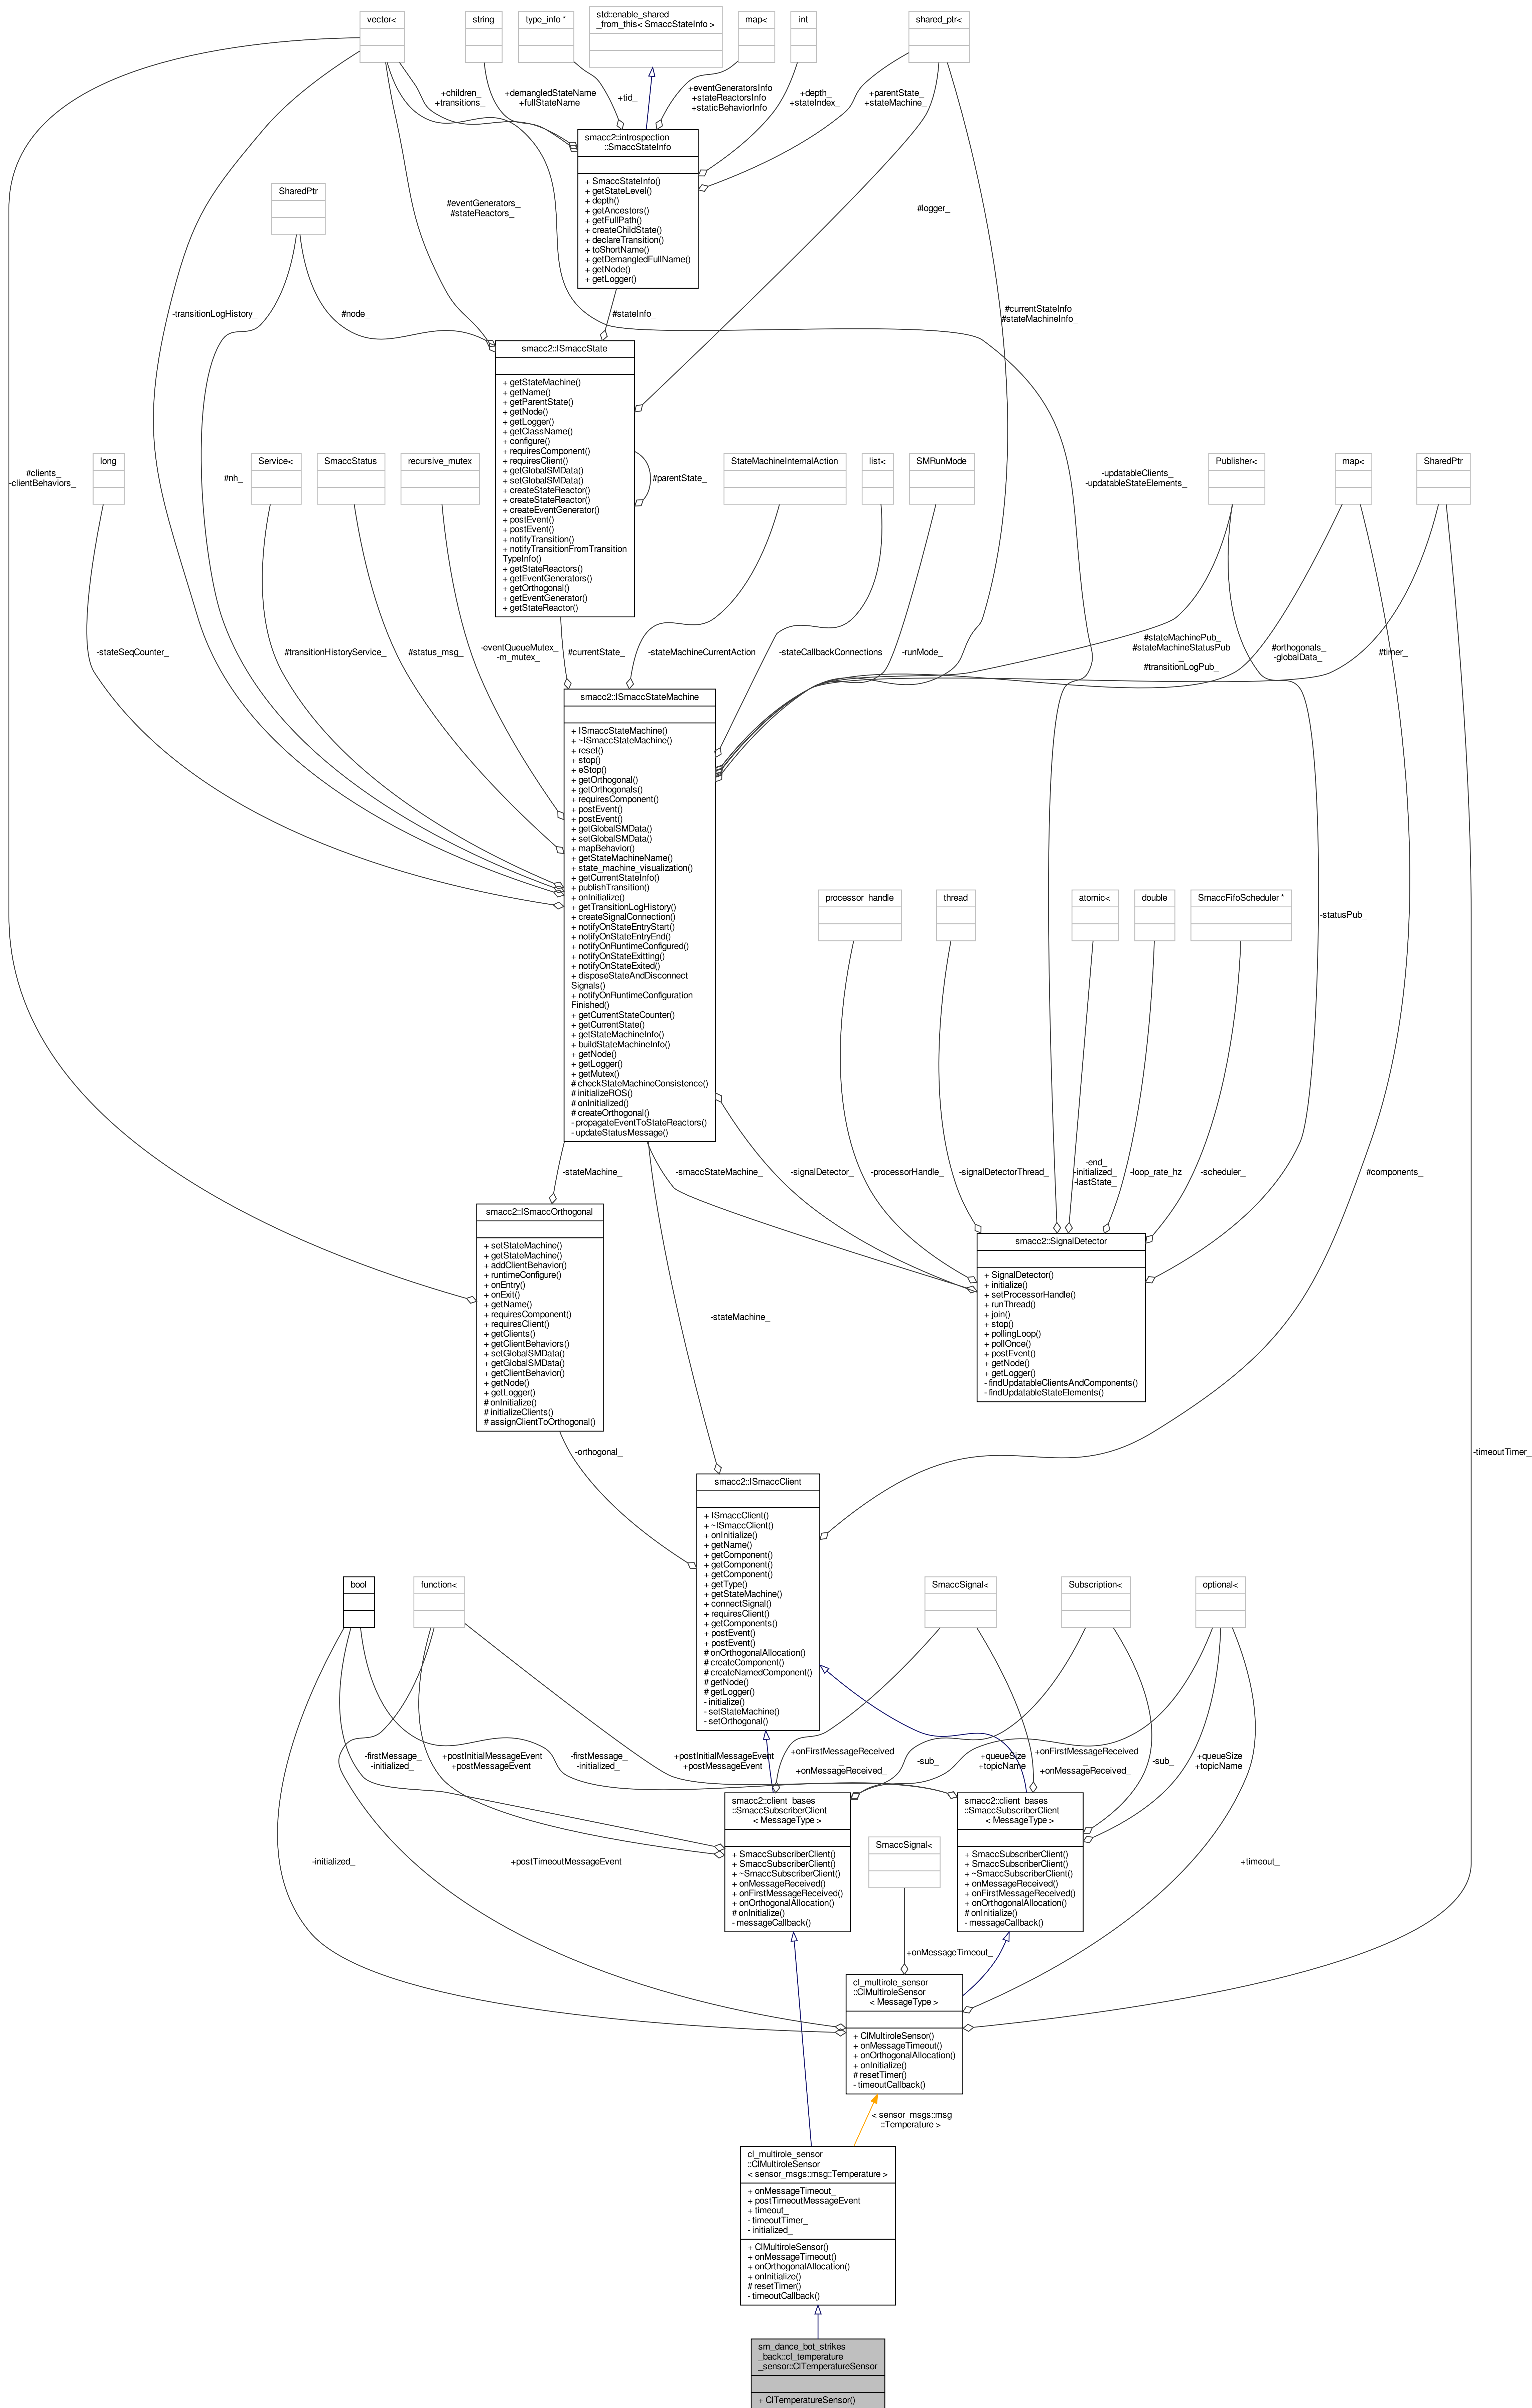 vector<
string
type_info *
std::enable_shared
_from_this< SmaccStateInfo >
map<
int
shared_ptr<
+children_
+transitions_
+demangledStateName
+fullStateName
+tid_
+eventGeneratorsInfo
+stateReactorsInfo
+staticBehaviorInfo
+depth_
+stateIndex_
+parentState_
+stateMachine_
smacc2::introspection
::SmaccStateInfo
+ SmaccStateInfo()
+ getStateLevel()
+ depth()
+ getAncestors()
+ getFullPath()
+ createChildState()
+ declareTransition()
+ toShortName()
+ getDemangledFullName()
+ getNode()
+ getLogger()
SharedPtr
#eventGenerators_
#stateReactors_
#logger_
-transitionLogHistory_
#node_
#stateInfo_
#currentStateInfo_
#stateMachineInfo_
smacc2::ISmaccState
+ getStateMachine()
+ getName()
+ getParentState()
+ getNode()
+ getLogger()
+ getClassName()
+ configure()
+ requiresComponent()
+ requiresClient()
+ getGlobalSMData()
+ setGlobalSMData()
+ createStateReactor()
+ createStateReactor()
+ createEventGenerator()
+ postEvent()
+ postEvent()
+ notifyTransition()
+ notifyTransitionFromTransition
TypeInfo()
+ getStateReactors()
+ getEventGenerators()
+ getOrthogonal()
+ getEventGenerator()
+ getStateReactor()
#parentState_
#clients_
-clientBehaviors_
long
#nh_
Service<
SmaccStatus
recursive_mutex
StateMachineInternalAction
list<
SMRunMode
-updatableClients_
-updatableStateElements_
Publisher<
map<
SharedPtr
-stateSeqCounter_
#transitionHistoryService_
#status_msg_
-eventQueueMutex_
-m_mutex_
#currentState_
-stateMachineCurrentAction
-stateCallbackConnections
-runMode_
#stateMachinePub_
#stateMachineStatusPub
_
#transitionLogPub_
#orthogonals_
-globalData_
#timer_
smacc2::ISmaccStateMachine
+ ISmaccStateMachine()
+ ~ISmaccStateMachine()
+ reset()
+ stop()
+ eStop()
+ getOrthogonal()
+ getOrthogonals()
+ requiresComponent()
+ postEvent()
+ postEvent()
+ getGlobalSMData()
+ setGlobalSMData()
+ mapBehavior()
+ getStateMachineName()
+ state_machine_visualization()
+ getCurrentStateInfo()
+ publishTransition()
+ onInitialize()
+ getTransitionLogHistory()
+ createSignalConnection()
+ notifyOnStateEntryStart()
+ notifyOnStateEntryEnd()
+ notifyOnRuntimeConfigured()
+ notifyOnStateExitting()
+ notifyOnStateExited()
+ disposeStateAndDisconnect
Signals()
+ notifyOnRuntimeConfiguration
Finished()
+ getCurrentStateCounter()
+ getCurrentState()
+ getStateMachineInfo()
+ buildStateMachineInfo()
+ getNode()
+ getLogger()
+ getMutex()
# checkStateMachineConsistence()
# initializeROS()
# onInitialized()
# createOrthogonal()
- propagateEventToStateReactors()
- updateStatusMessage()
processor_handle
thread
atomic<
double
SmaccFifoScheduler *
-statusPub_
-stateMachine_
-smaccStateMachine_
-signalDetector_
-processorHandle_
-signalDetectorThread_
-end_
-initialized_
-lastState_
-loop_rate_hz
-scheduler_
#components_
smacc2::ISmaccOrthogonal
+ setStateMachine()
+ getStateMachine()
+ addClientBehavior()
+ runtimeConfigure()
+ onEntry()
+ onExit()
+ getName()
+ requiresComponent()
+ requiresClient()
+ getClients()
+ getClientBehaviors()
+ setGlobalSMData()
+ getGlobalSMData()
+ getClientBehavior()
+ getNode()
+ getLogger()
# onInitialize()
# initializeClients()
# assignClientToOrthogonal()
smacc2::SignalDetector
+ SignalDetector()
+ initialize()
+ setProcessorHandle()
+ runThread()
+ join()
+ stop()
+ pollingLoop()
+ pollOnce()
+ postEvent()
+ getNode()
+ getLogger()
- findUpdatableClientsAndComponents()
- findUpdatableStateElements()
-stateMachine_
-orthogonal_
-timeoutTimer_
smacc2::ISmaccClient
+ ISmaccClient()
+ ~ISmaccClient()
+ onInitialize()
+ getName()
+ getComponent()
+ getComponent()
+ getComponent()
+ getType()
+ getStateMachine()
+ connectSignal()
+ requiresClient()
+ getComponents()
+ postEvent()
+ postEvent()
# onOrthogonalAllocation()
# createComponent()
# createNamedComponent()
# getNode()
# getLogger()
- initialize()
- setStateMachine()
- setOrthogonal()
bool
function<
SmaccSignal<
Subscription<
optional<
-firstMessage_
-initialized_
+postInitialMessageEvent
+postMessageEvent
-firstMessage_
-initialized_
+postInitialMessageEvent
+postMessageEvent
+onFirstMessageReceived
_
+onMessageReceived_
-sub_
+queueSize
+topicName
+onFirstMessageReceived
_
+onMessageReceived_
-sub_
+queueSize
+topicName
smacc2::client_bases
::SmaccSubscriberClient
< MessageType >
+ SmaccSubscriberClient()
+ SmaccSubscriberClient()
+ ~SmaccSubscriberClient()
+ onMessageReceived()
+ onFirstMessageReceived()
+ onOrthogonalAllocation()
# onInitialize()
- messageCallback()
SmaccSignal<
smacc2::client_bases
::SmaccSubscriberClient
< MessageType >
+ SmaccSubscriberClient()
+ SmaccSubscriberClient()
+ ~SmaccSubscriberClient()
+ onMessageReceived()
+ onFirstMessageReceived()
+ onOrthogonalAllocation()
# onInitialize()
- messageCallback()
-initialized_
+postTimeoutMessageEvent
+timeout_
+onMessageTimeout_
cl_multirole_sensor
::ClMultiroleSensor
< MessageType >
+ ClMultiroleSensor()
+ onMessageTimeout()
+ onOrthogonalAllocation()
+ onInitialize()
# resetTimer()
- timeoutCallback()
< sensor_msgs::msg
::Temperature >
cl_multirole_sensor
::ClMultiroleSensor
< sensor_msgs::msg::Temperature >
+ onMessageTimeout_
+ postTimeoutMessageEvent
+ timeout_
- timeoutTimer_
- initialized_
+ ClMultiroleSensor()
+ onMessageTimeout()
+ onOrthogonalAllocation()
+ onInitialize()
# resetTimer()
- timeoutCallback()
sm_dance_bot_strikes
_back::cl_temperature
_sensor::ClTemperatureSensor
+ ClTemperatureSensor()